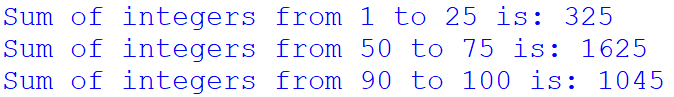 Sum of integers from 1 to 25 is: 325
Sum of integers from 50 to 75 is: 1625
Sum of integers from 90 to 100 is: 1045